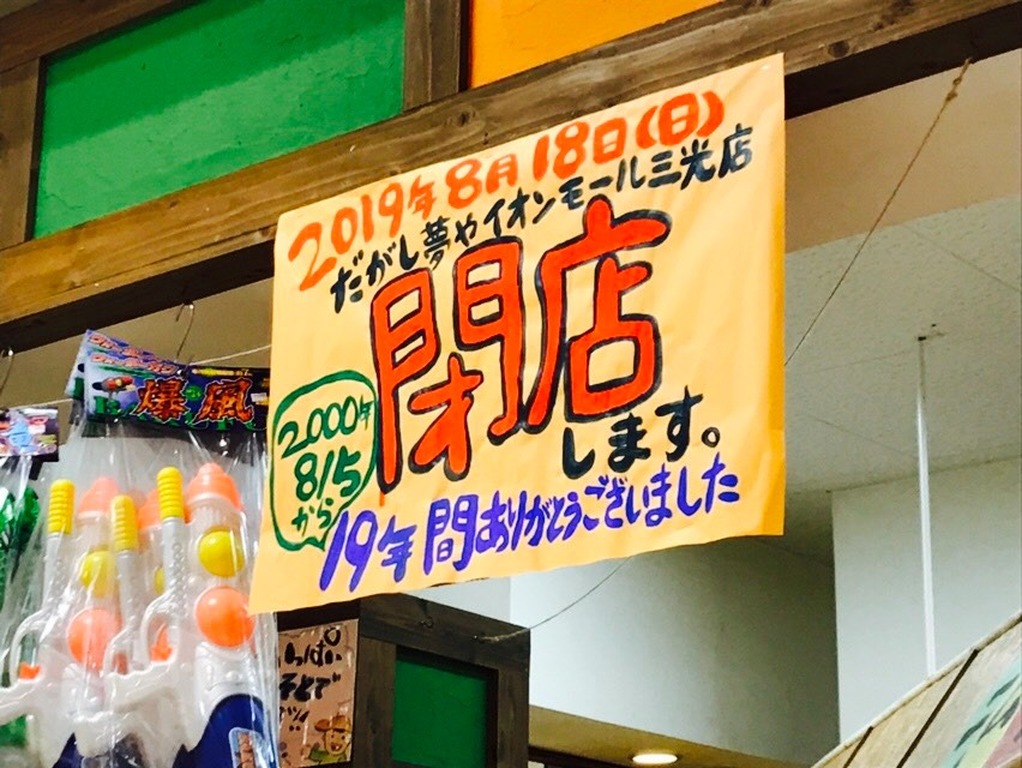 2019年8月18日(日)
だがし夢やイオンモール三光店
閉店
します。
2000年
8/5
から
19年間ありがとうございました
爆風